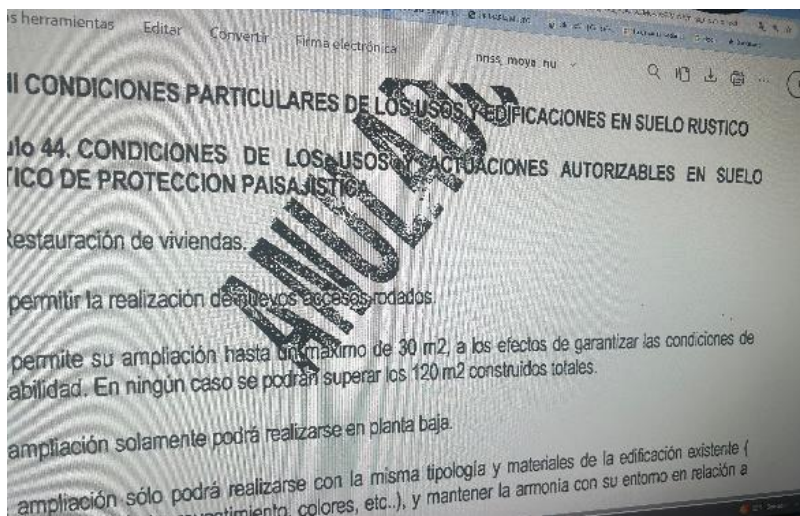 s herramientas Editar Convertir Firma electrónica
nnss_moya_nu
II CONDICIONES PARTICULARES DE LOS USOS Y EDIFICACIONES EN SUELO RUSTICO
ulo 44. CONDICIONES DE LOS USOS Y ACTUACIONES AUTORIZABLES EN SUELO
TICO DE PROTECCION PAISAJISTICA
Restauración de viviendas.
permitir la realización de nuevos accesos rodados.
permite su ampliación hasta un máximo de 30 m2, a los efectos de garantizar las condiciones de
abilidad. En ningún caso se podrán superar los 120 m2 construidos totales.
ampliación solamente podrá realizarse en planta baja.
ampliación sólo podrá realizarse con la misma tipología y materiales de la edificación existente (
colores, etc..), y mantener la armonía con su entorno en relación a
ANULADO